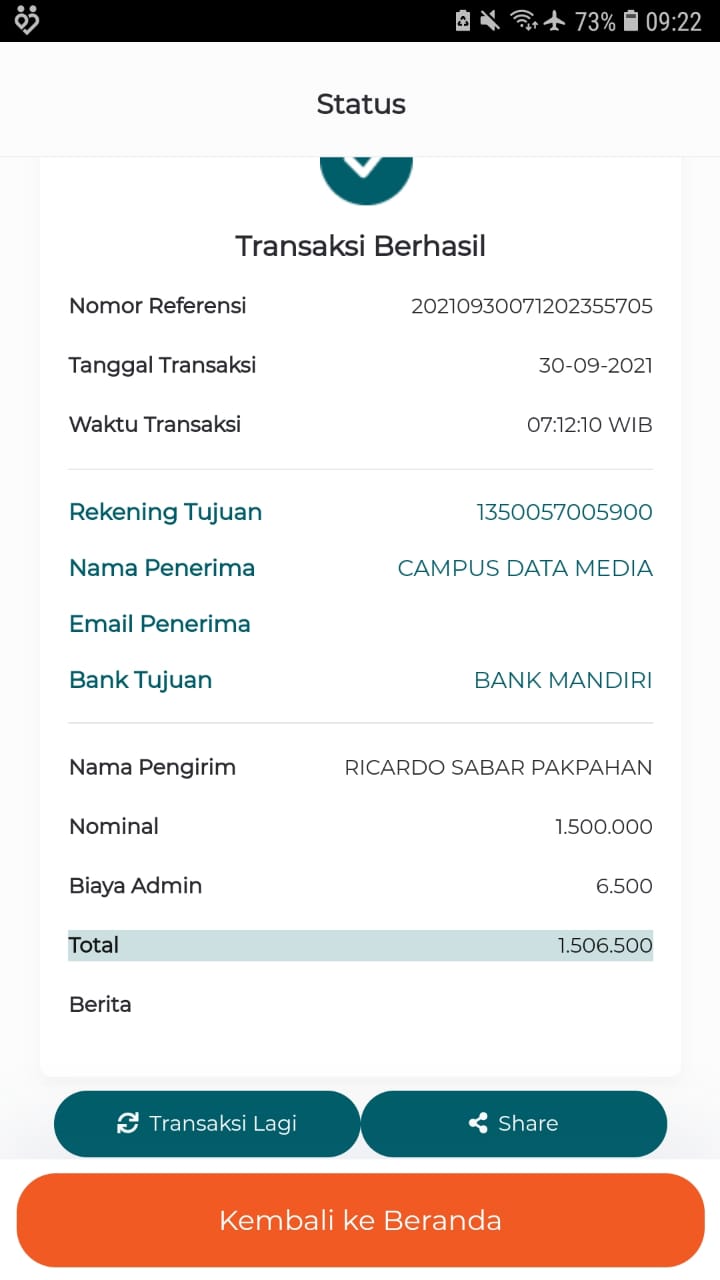 73% 09:22
Status
Transaksi Berhasil
Nomor Referensi 20210930071202355705
Tanggal Transaksi 30-09-2021
Waktu Transaksi 07:12:10 WIB
Rekening Tujuan 1350057005900
Nama Penerima CAMPUS DATA MEDIA
Email Penerima
Bank Tujuan BANK MANDIRI
Nama Pengirim RICARDO SABAR PAKPAHAN
Nominal 1.500.000
Biaya Admin 6.500
Total 1.506.500
Berita
Transaksi Lagi Share
Kembali ke Beranda